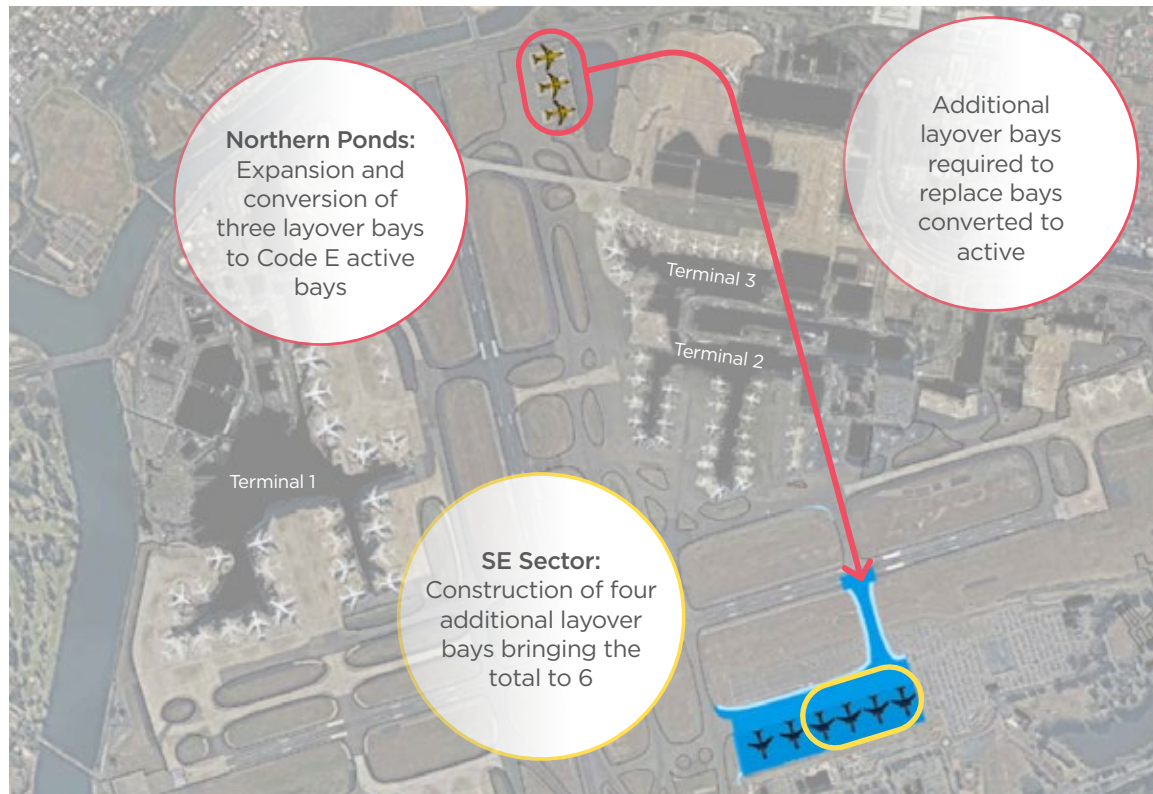 Northern Ponds:
Expansion and
conversion of
three layover bays
to Code E active
bays
Additional
layover bays
required to
replace bays
converted to
active
Terminal 3
Terminal 2
Terminal 1
SE Sector:
Construction of four
additional layover
bays bringing the
total to 6